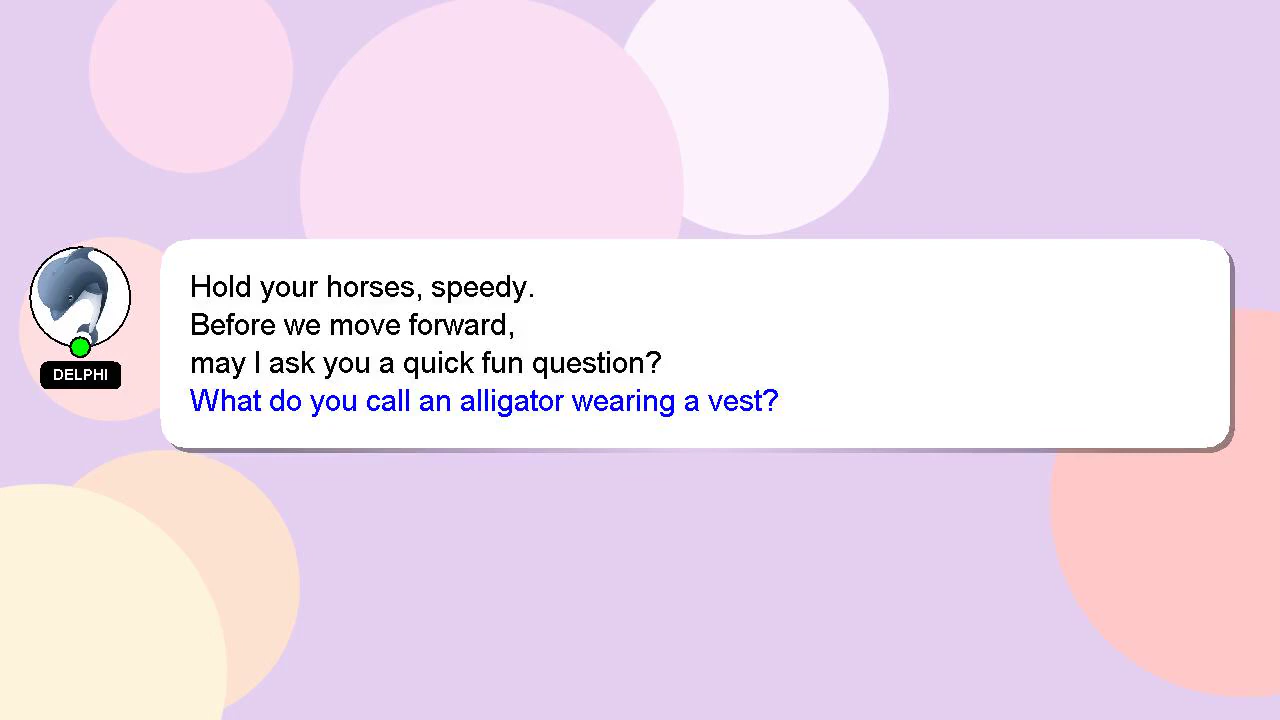 Hold your horses, speedy.
Before we move forward,
may I ask you a quick fun question?
What do you call an alligator wearing a vest?
DELPHI